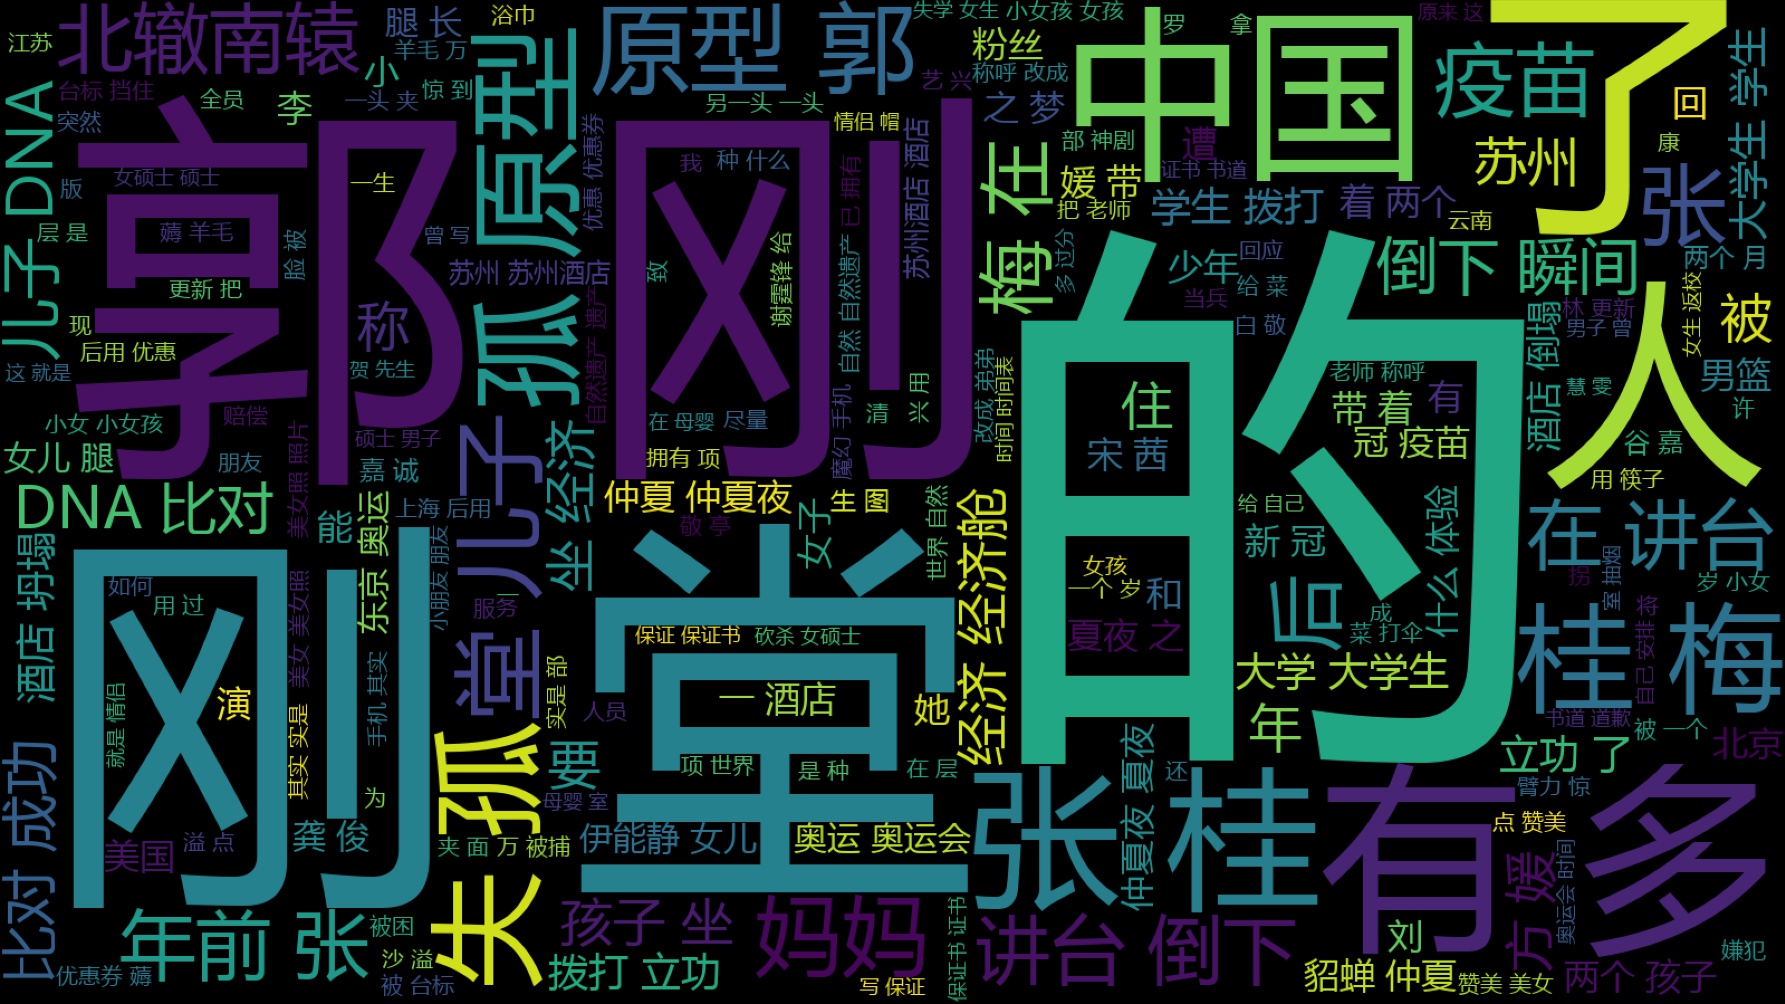 江苏
北辙南辕
腿 长
浴巾
羊毛 万
小
惊 到
台标 挡住
全员
李
一头 夹
突然
儿子 DNA
版
女硕士 硕士
一生
层 是
薅 羊毛
脸 被
曾 写
更新 把
称
现
后用 优惠
这 就是
贺 先生
小女 小女孩
赔偿
硕士 男子
女儿 腿
朋友
嘉 诚
美女照 照片
郭
刚
原型
原型 郭
失学 女生
小女孩 女孩
粉丝
称呼 改成
艺 兴
另一头 一头
之 梦
情侣 帽
优惠 优惠券
苏州酒店 酒店
我
种 什么
已 拥有
苏州 苏州酒店
孤
自然遗产 遗产
致
谢霆锋 给
自然 自然遗产
在 母婴
尽量
魔幻 手机
清
兴 用
拥有 项
改成 弟弟
时间 时间表
中国
罗
拿
原来 这
了
疫苗
大学生 学生
回
遭
部 神剧
康
苏州
证书 书道
媛 带
张
把 老师
学生 拨打
着 两个
云南
梅 在
多 过分
少年
回应
倒下 瞬间
两个 月
给 菜
当兵
女生 返校
林 更新
被
白 敬
男子 曾
人
老师 称呼
酒店 倒塌
男篮
慧 雯
住
带 着
有
许
宋 茜
冠 疫苗
谷 嘉
用 筷子
的
DNA 比对
能
东京 奥运
上海 后用
儿子
坐 经济
仲夏 仲夏夜
生 图
敬 亭
女子
世界 自然
经济 经济舱
给 自己
新 冠
什么 体验
在 讲台
酒店 坍塌
刚
如何
用 过
美女 美女照
小朋友 朋友
一
服务
堂
保证 保证书
砍杀 女硕士
女孩
一个 岁
和
后
成
菜 打伞
夏夜 之
拐
室 抽烟
岁 小女
桂 梅
自己 安排
将
就是 情侣
演
手机 其实
其实 实是
堂
实是 部
人员
一 酒店
她
大学 大学生
书道 道歉
被 一个
北京
年
立功 了
孤
项 世界
是 种
在 层
仲夏夜 夏夜
还
母婴 室
为
臂力 惊
比对 成功
美国
溢 点
龚 俊
夹 面
万 被捕
伊能静 女儿
奥运 奥运会
张 桂
有多
点 赞美
媛
方
奥运会 时间
年前 张
被困
失
孩子 坐
妈妈
保证书 证书
讲台 倒下
刘
嫌犯
优惠券 薅
沙 溢
被 台标
拨打 立功
写 保证
貂蝉 仲夏
赞美 美女
两个 孩子